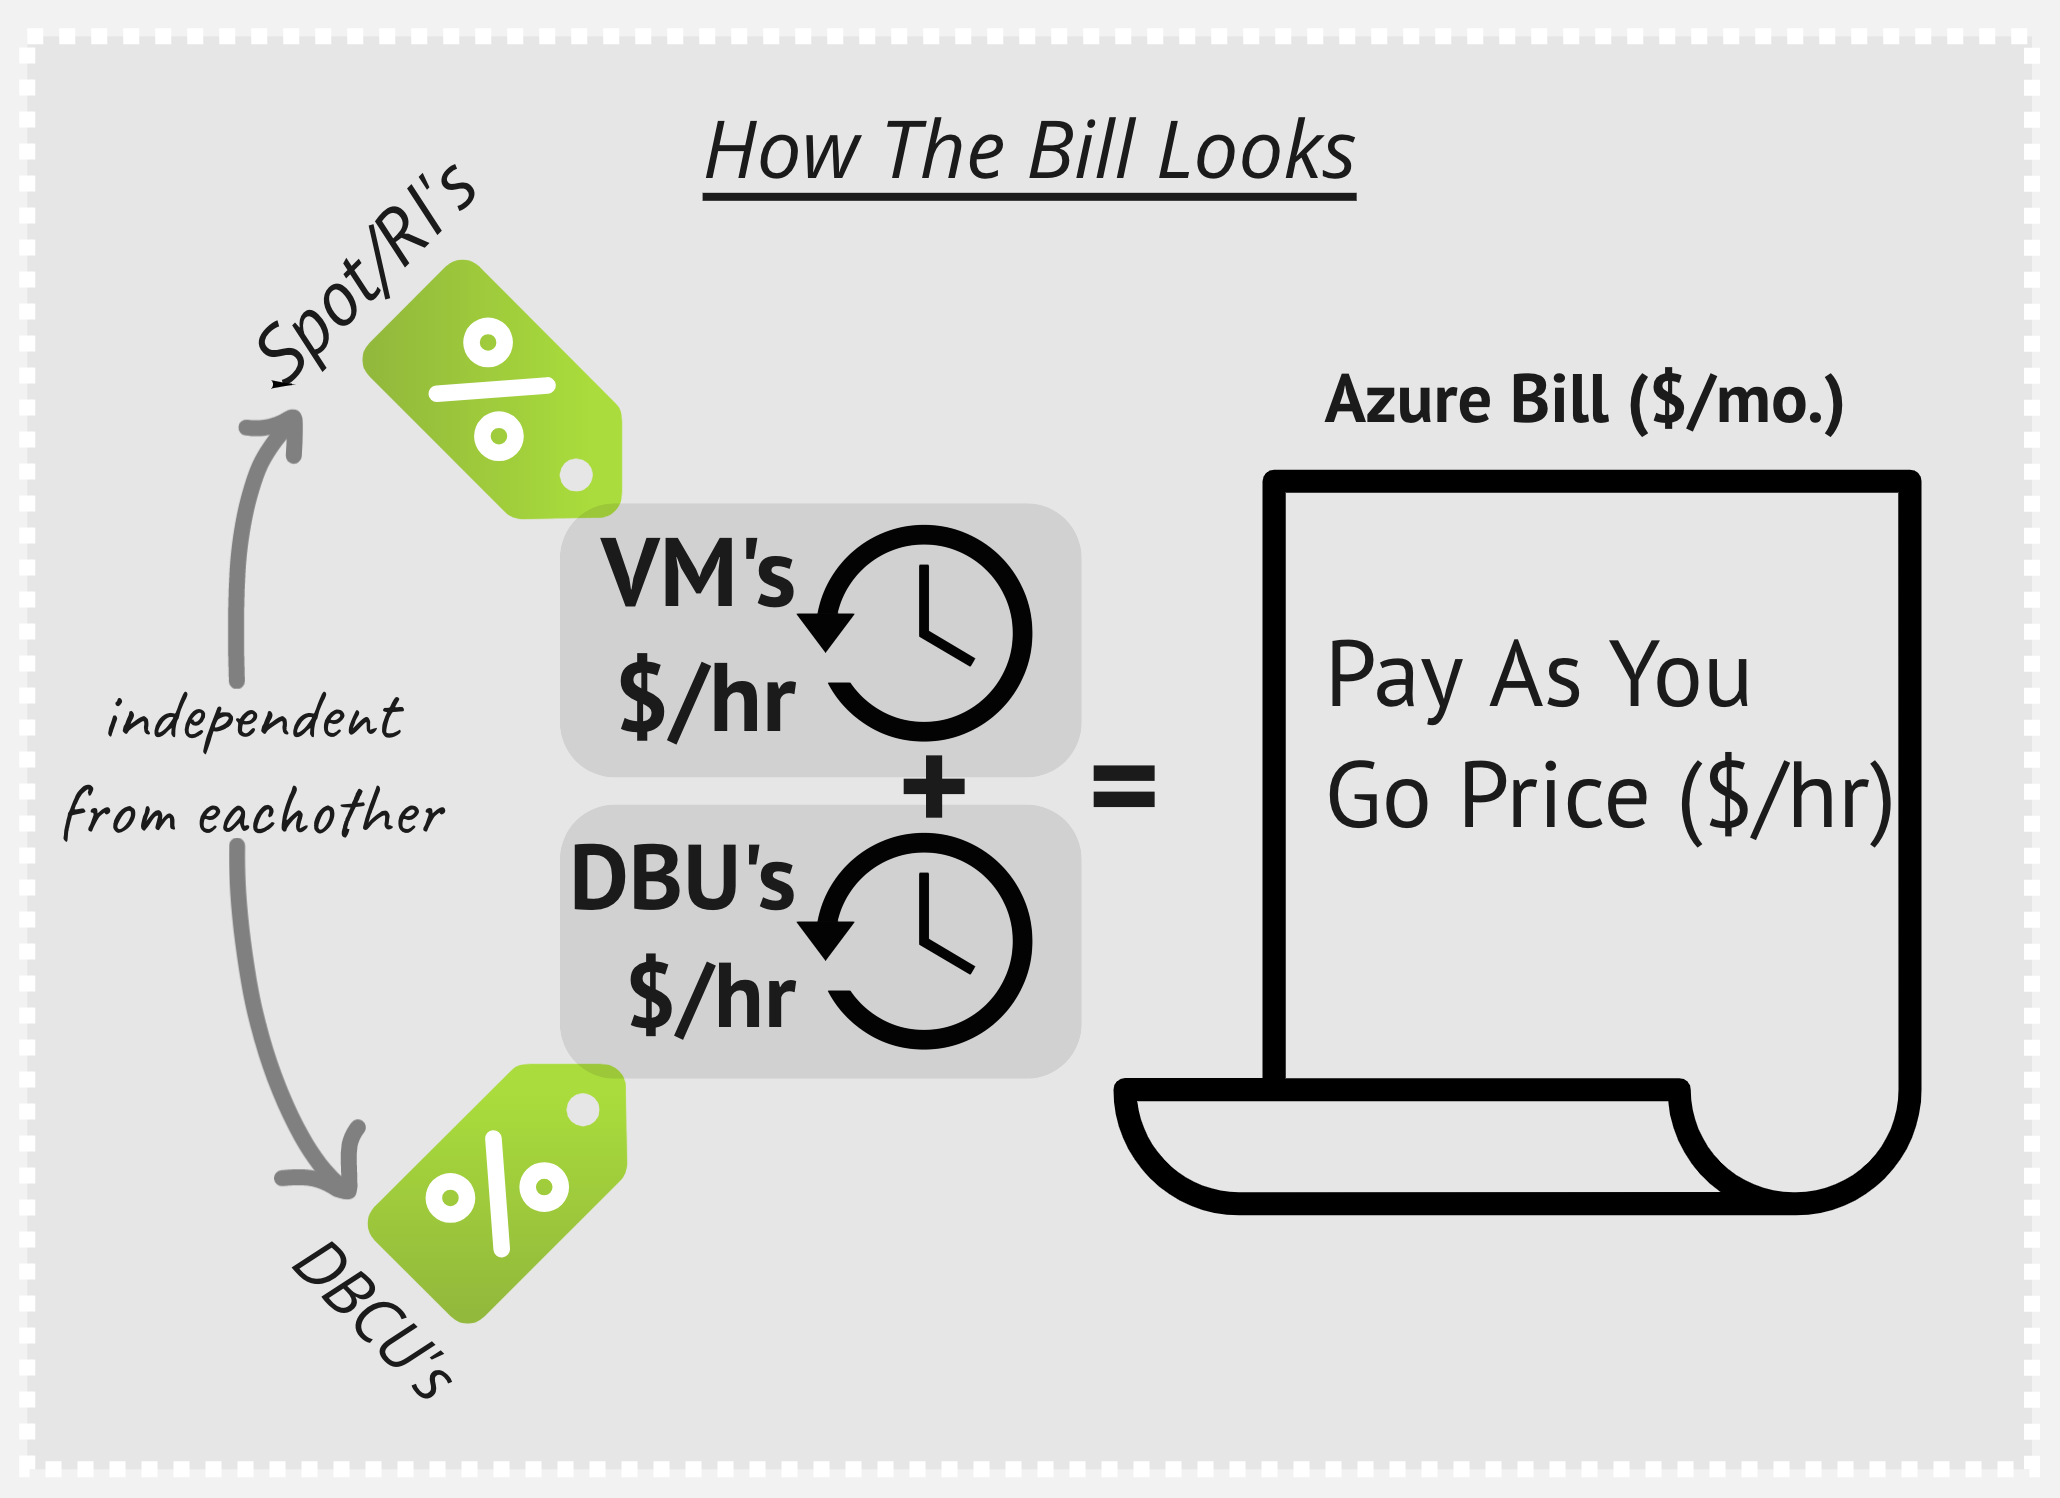 How The Bill Looks
Spot/RI's
Azure Bill ($/mo.)
VM's
$/hr
independent
from eachother
+
=
Pay As You
Go Price ($/hr)
DBU's
$/hr
DBCU's